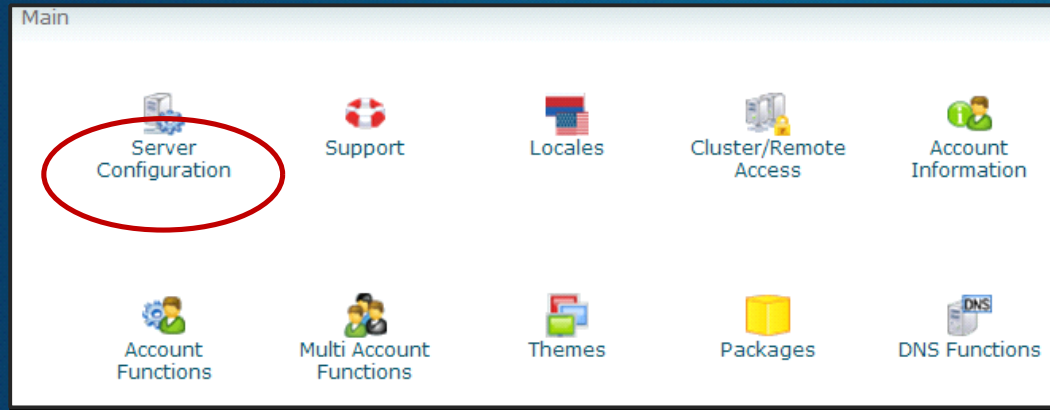 Main
Server
Configuration
Support
Locales
Cluster/Remote
Access
Account
Information
Account
Functions
Multi Account
Functions
Themes
Packages
DNS
DNS Functions